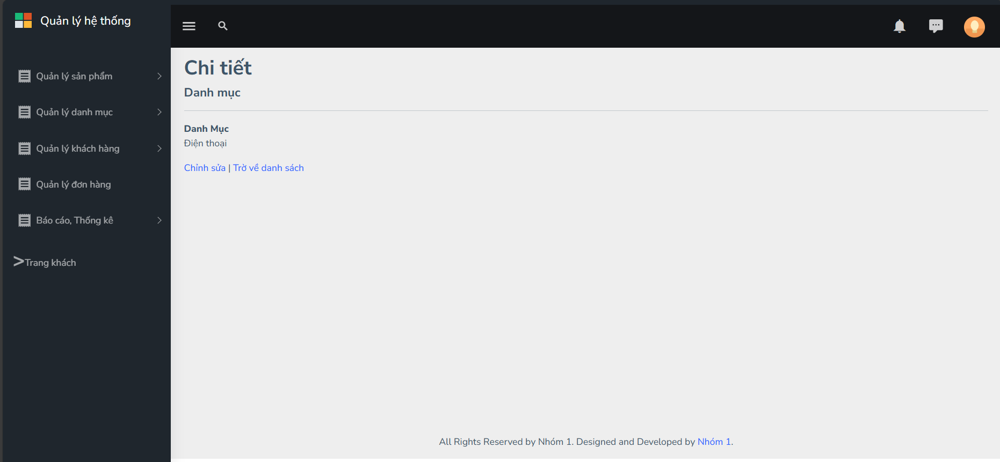 Quản lý hệ thống
Quản lý sản phẩm
Quản lý danh mục
Quản lý khách hàng
Quản lý đơn hàng
Báo cáo, Thống kê
>Trang khách
Chi tiết
Danh mục
Danh Mục
Điện thoại
Chỉnh sửa | Trờ về danh sách
All Rights Reserved by Nhóm 1. Designed and Developed by Nhóm 1.